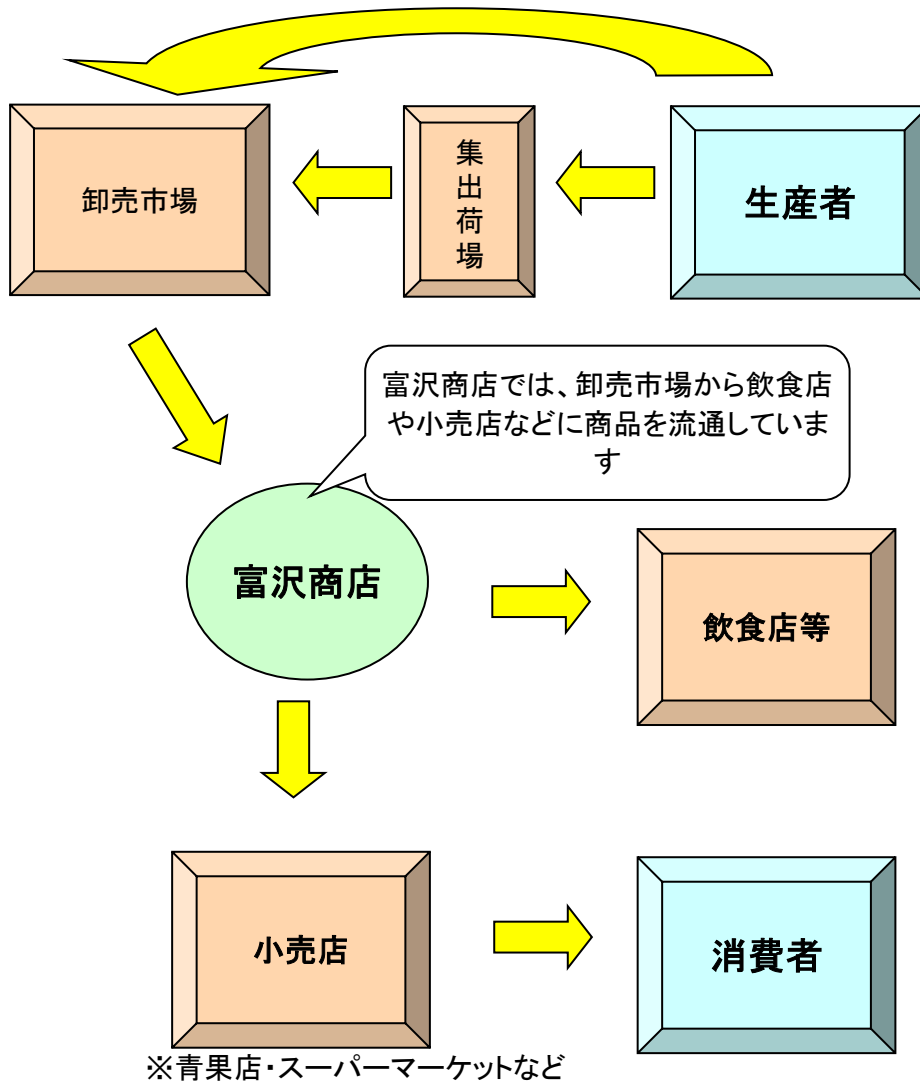 卸売市場
集出荷場
生産者
富沢商店では、卸売市場から飲食店
や小売店などに商品を流通していま
す
富沢商店
飲食店等
小売店
消費者
※青果店・スーパーマーケットなど